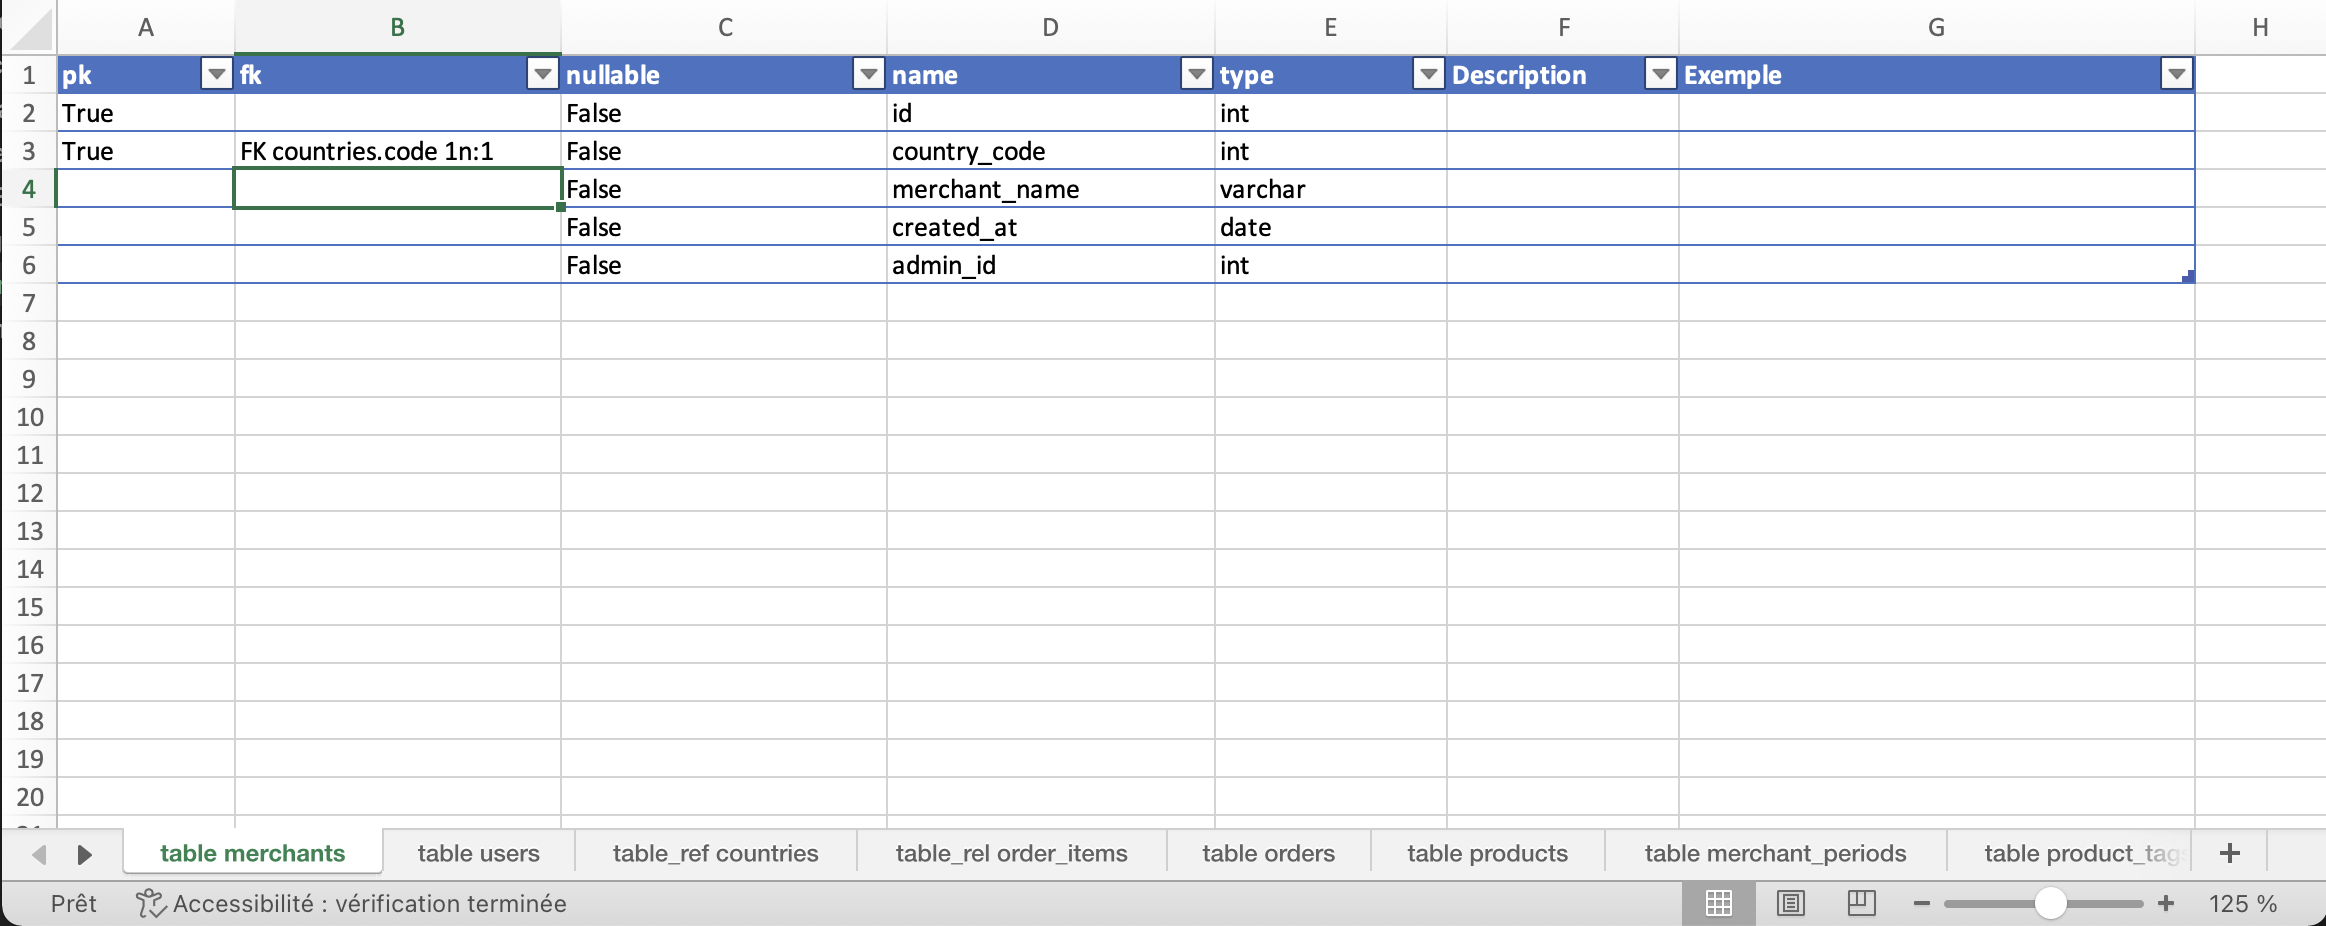 A B C D E F G H
1 pk fk nullable name type Description Exemple
2 True False id int
3 True FK countries.code 1n:1 False country_code int
4 False merchant_name varchar
5 False created_at date
6 False admin_id int
7
8
9
10
11
12
13
14
15
16
17
18
19
20
table merchants table users table_ref countries table_rel order_items table orders table products table merchant_periods table product_tags
Prêt Accessibilité : vérification terminée 125 %